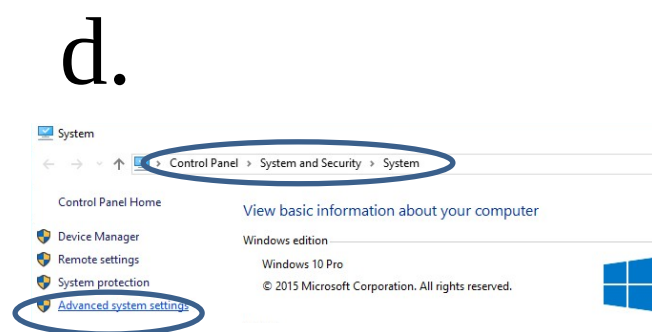 d.
System
Control Panel > System and Security > System
Control Panel Home
View basic information about your computer
Device Manager
Windows edition
Remote settings
Windows 10 Pro
System protection
© 2015 Microsoft Corporation. All rights reserved.
Advanced system settings